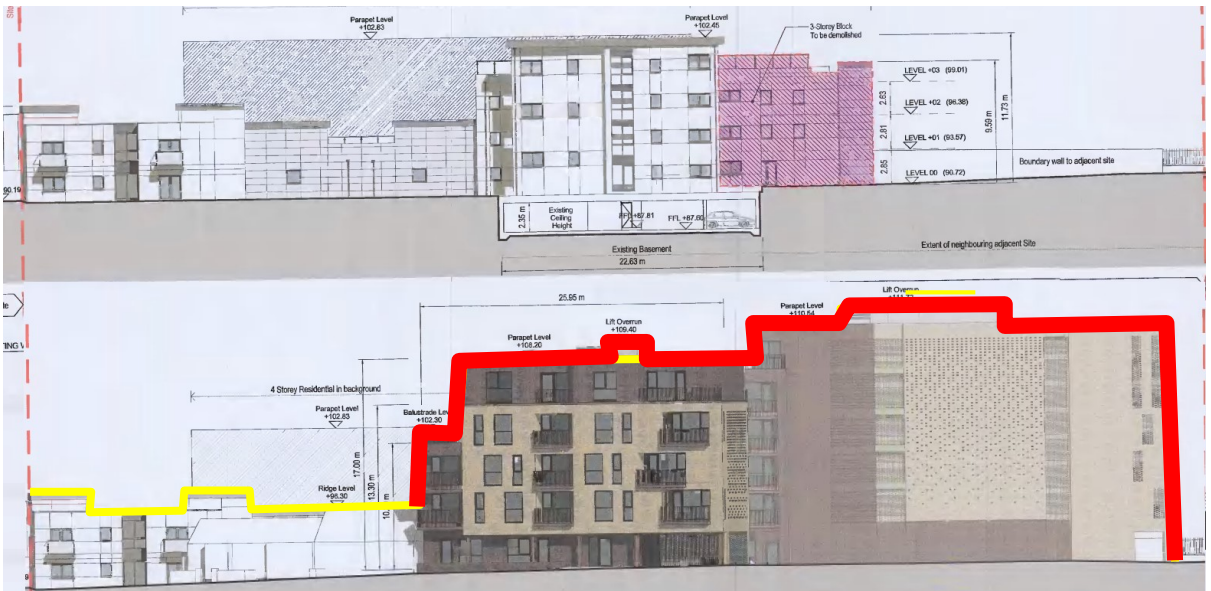 Site
Parapet Level
+102.83
Parapet Level
+102.45
3-Storey Block
To be demolished
LEVEL +03 (99.01)
2.63
LEVEL +02 (96.38)
2.81
LEVEL +01 (93.57)
2.85
LEVEL 00 (90.72)
9.59 m
11.73 m
Boundary wall to adjacent site
90.19
2.35 m
Existing
Ceiling
Height
FFL +87.81
FFL +87.60
Existing Basement
22.63 m
Extent of neighbouring adjacent Site
25.95 m
Lift Overrun
Parapet Level
+110.64
Lift Overrun
+109.40
Parapet Level
+108.20
4 Storey Residential in background
Parapet Level
+102.83
Balustrade
+102.30
17.00 m
13.30 m
Ridge Level
+98.30